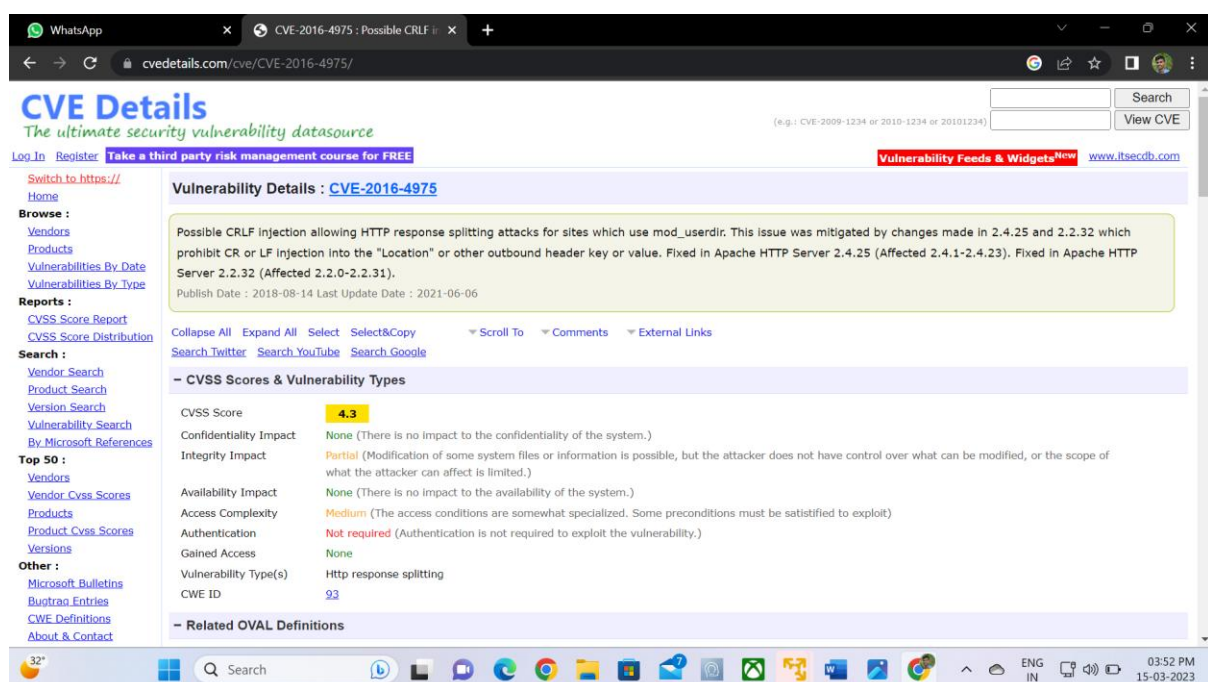 WhatsApp
CVE-2016-4975 : Possible CRLF in
cvedetails.com/cve/CVE-2016-4975/
CVE Details
The ultimate security vulnerability datasource
Search
(e.g.: CVE-2009-1234 or 2010-1234 or 20101234)
View CVE
Log In Register Take a third party risk management course for FREE
Vulnerability Feeds & WidgetsNew www.itsecdb.com
Switch to https://
Home
Browse :
Vendors
Products
Vulnerabilities By Date
Vulnerabilities By Type
Reports :
CVSS Score Report
CVSS Score Distribution
Search :
Vendor Search
Product Search
Version Search
Vulnerability Search
By Microsoft References
Top 50 :
Vendors
Vendor Cvss Scores
Products
Product Cvss Scores
Versions
Other :
Microsoft Bulletins
Bugtraq Entries
CWE Definitions
About & Contact
Vulnerability Details : CVE-2016-4975
Possible CRLF injection allowing HTTP response splitting attacks for sites which use mod_userdir. This issue was mitigated by changes made in 2.4.25 and 2.2.32 which
prohibit CR or LF injection into the "Location" or other outbound header key or value. Fixed in Apache HTTP Server 2.4.25 (Affected 2.4.1-2.4.23). Fixed in Apache HTTP
Server 2.2.32 (Affected 2.2.0-2.2.31).
Publish Date : 2018-08-14 Last Update Date : 2021-06-06
Collapse All Expand All Select Select&Copy Scroll To Comments External Links
Search Twitter Search YouTube Search Google
– CVSS Scores & Vulnerability Types
CVSS Score 4.3
Confidentiality Impact None (There is no impact to the confidentiality of the system.)
Integrity Impact Partial (Modification of some system files or information is possible, but the attacker does not have control over what can be modified, or the scope of
what the attacker can affect is limited.)
Availability Impact None (There is no impact to the availability of the system.)
Access Complexity Medium (The access conditions are somewhat specialized. Some preconditions must be satistified to exploit)
Authentication Not required (Authentication is not required to exploit the vulnerability.)
Gained Access None
Vulnerability Type(s) Http response splitting
CWE ID 93
– Related OVAL Definitions
32°
Search
7
ENG
IN
03:52 PM
15-03-2023